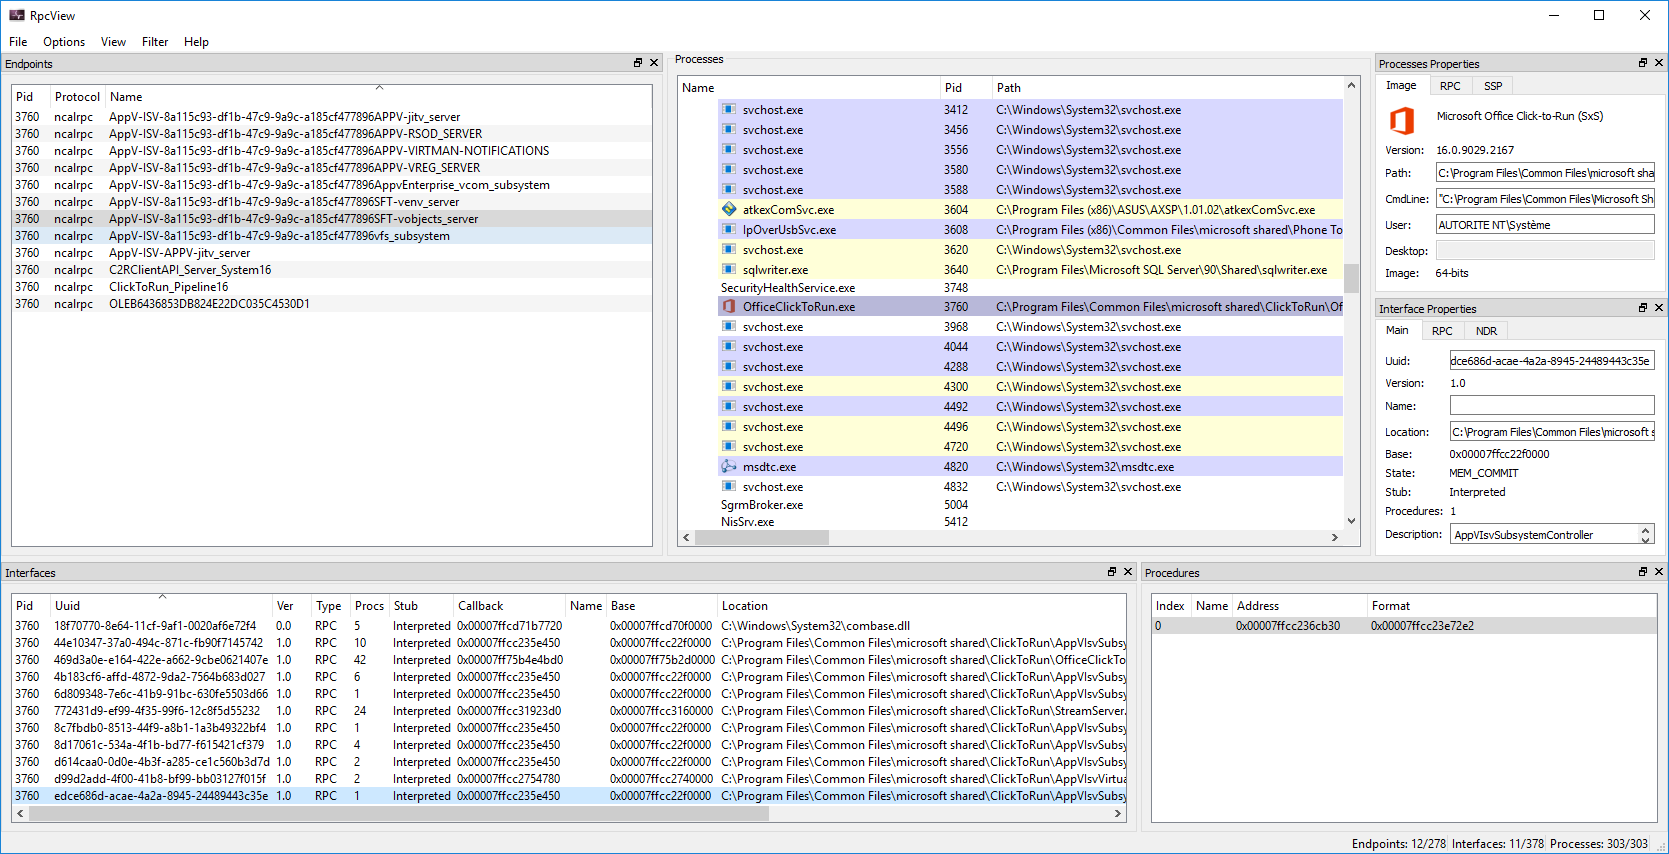 RpcView
File Options View Filter Help
Endpoints
Pid Protocol Name
3760 ncalrpc AppV-ISV-8a115c93-df1b-47c9-9a9c-a185cf477896APPV-jitv_server
3760 ncalrpc AppV-ISV-8a115c93-df1b-47c9-9a9c-a185cf477896APPV-RSOD_SERVER
3760 ncalrpc AppV-ISV-8a115c93-df1b-47c9-9a9c-a185cf477896APPV-VIRTMAN-NOTIFICATIONS
3760 ncalrpc AppV-ISV-8a115c93-df1b-47c9-9a9c-a185cf477896APPV-VREG_SERVER
3760 ncalrpc AppV-ISV-8a115c93-df1b-47c9-9a9c-a185cf477896AppvEnterprise_vcom_subsystem
3760 ncalrpc AppV-ISV-8a115c93-df1b-47c9-9a9c-a185cf477896SFT-venv_server
3760 ncalrpc AppV-ISV-8a115c93-df1b-47c9-9a9c-a185cf477896SFT-vobjects_server
3760 ncalrpc AppV-ISV-8a115c93-df1b-47c9-9a9c-a185cf477896vfs_subsystem
3760 ncalrpc AppV-ISV-APPV-jitv_server
3760 ncalrpc C2RClientAPI_Server_System16
3760 ncalrpc ClickToRun_Pipeline16
3760 ncalrpc OLEB6436853DB824E22DC035C4530D1
Processes
Name Pid Path
svchost.exe 3412 C:\Windows\System32\svchost.exe
svchost.exe 3456 C:\Windows\System32\svchost.exe
svchost.exe 3556 C:\Windows\System32\svchost.exe
svchost.exe 3580 C:\Windows\System32\svchost.exe
svchost.exe 3588 C:\Windows\System32\svchost.exe
atkexComSvc.exe 3604 C:\Program Files (x86)\ASUS\AXSP\1.01.02\atkexComSvc.exe
IpOverUsbSvc.exe 3608 C:\Program Files (x86)\Common Files\microsoft shared\Phone To
svchost.exe 3620 C:\Windows\System32\svchost.exe
sqlwriter.exe 3640 C:\Program Files\Microsoft SQL Server\90\Shared\sqlwriter.exe
SecurityHealthService.exe 3748
OfficeClickToRun.exe 3760 C:\Program Files\Common Files\microsoft shared\ClickToRun\Of
svchost.exe 3968 C:\Windows\System32\svchost.exe
svchost.exe 4044 C:\Windows\System32\svchost.exe
svchost.exe 4288 C:\Windows\System32\svchost.exe
svchost.exe 4300 C:\Windows\System32\svchost.exe
svchost.exe 4492 C:\Windows\System32\svchost.exe
svchost.exe 4496 C:\Windows\System32\svchost.exe
svchost.exe 4720 C:\Windows\System32\svchost.exe
msdtc.exe 4820 C:\Windows\System32\msdtc.exe
svchost.exe 4832 C:\Windows\System32\svchost.exe
SgrmBroker.exe 5004
NisSrv.exe 5412
Processes Properties
Image RPC SSP
Microsoft Office Click-to-Run (SxS)
Version: 16.0.9029.2167
Path: C:\Program Files\Common Files\microsoft sha
CmdLine: "C:\Program Files\Common Files\Microsoft Sh
User: AUTORITE NT\Système
Desktop:
Image: 64-bits
Interface Properties
Main RPC NDR
Uuid: dce686d-acae-4a2a-8945-24489443c35e
Version: 1.0
Name:
Location: C:\Program Files\Common Files\microsoft s
Base: 0x00007ffcc22f0000
State: MEM_COMMIT
Stub: Interpreted
Procedures: 1
Description: AppVIsvSubsystemController
Interfaces
Pid Uuid Ver Type Procs Stub Callback Name Base Location
3760 18f70770-8e64-11cf-9af1-0020af6e72f4 0.0 RPC 5 Interpreted 0x00007ffcd71b7720 0x00007ffcd70f0000 C:\Windows\System32\combase.dll
3760 44e10347-37a0-494c-871c-fb90f7145742 1.0 RPC 10 Interpreted 0x00007ffcc235e450 0x00007ffcc22f0000 C:\Program Files\Common Files\microsoft shared\ClickToRun\AppVIsvSubsy
3760 469d3a0e-e164-422e-a662-9cbe0621407e 1.0 RPC 42 Interpreted 0x00007ff75b4e4bd0 0x00007ff75b2d0000 C:\Program Files\Common Files\microsoft shared\ClickToRun\OfficeClickTo
3760 4b183cf6-affd-4872-9da2-7564b683d027 1.0 RPC 6 Interpreted 0x00007ffcc235e450 0x00007ffcc22f0000 C:\Program Files\Common Files\microsoft shared\ClickToRun\AppVIsvSubsy
3760 6d809348-7e6c-41b9-91bc-630fe5503d66 1.0 RPC 1 Interpreted 0x00007ffcc235e450 0x00007ffcc22f0000 C:\Program Files\Common Files\microsoft shared\ClickToRun\AppVIsvSubsy
3760 772431d9-ef99-4f35-99f6-12c8f5d55232 1.0 RPC 24 Interpreted 0x00007ffcc31923d0 0x00007ffcc3160000 C:\Program Files\Common Files\microsoft shared\ClickToRun\StreamServer.
3760 8c7fbdb0-8513-44f9-a8b1-1a3b49322bf4 1.0 RPC 1 Interpreted 0x00007ffcc235e450 0x00007ffcc22f0000 C:\Program Files\Common Files\microsoft shared\ClickToRun\AppVIsvSubsy
3760 8d17061c-534a-4f1b-bd77-f615421cf379 1.0 RPC 4 Interpreted 0x00007ffcc235e450 0x00007ffcc22f0000 C:\Program Files\Common Files\microsoft shared\ClickToRun\AppVIsvSubsy
3760 d614caa0-0d0e-4b3f-a285-ce1c560b3d7d 1.0 RPC 2 Interpreted 0x00007ffcc235e450 0x00007ffcc22f0000 C:\Program Files\Common Files\microsoft shared\ClickToRun\AppVIsvSubsy
3760 d99d2add-4f00-41b8-bf99-bb03127f015f 1.0 RPC 2 Interpreted 0x00007ffcc2754780 0x00007ffcc2740000 C:\Program Files\Common Files\microsoft shared\ClickToRun\AppVIsvVirtua
3760 edce686d-acae-4a2a-8945-24489443c35e 1.0 RPC 1 Interpreted 0x00007ffcc235e450 0x00007ffcc22f0000 C:\Program Files\Common Files\microsoft shared\ClickToRun\AppVIsvSubsy
Procedures
Index Name Address Format
0 0x00007ffcc236cb30 0x00007ffcc23e72e2
Endpoints: 12/278 Interfaces: 11/378 Processes: 303/303